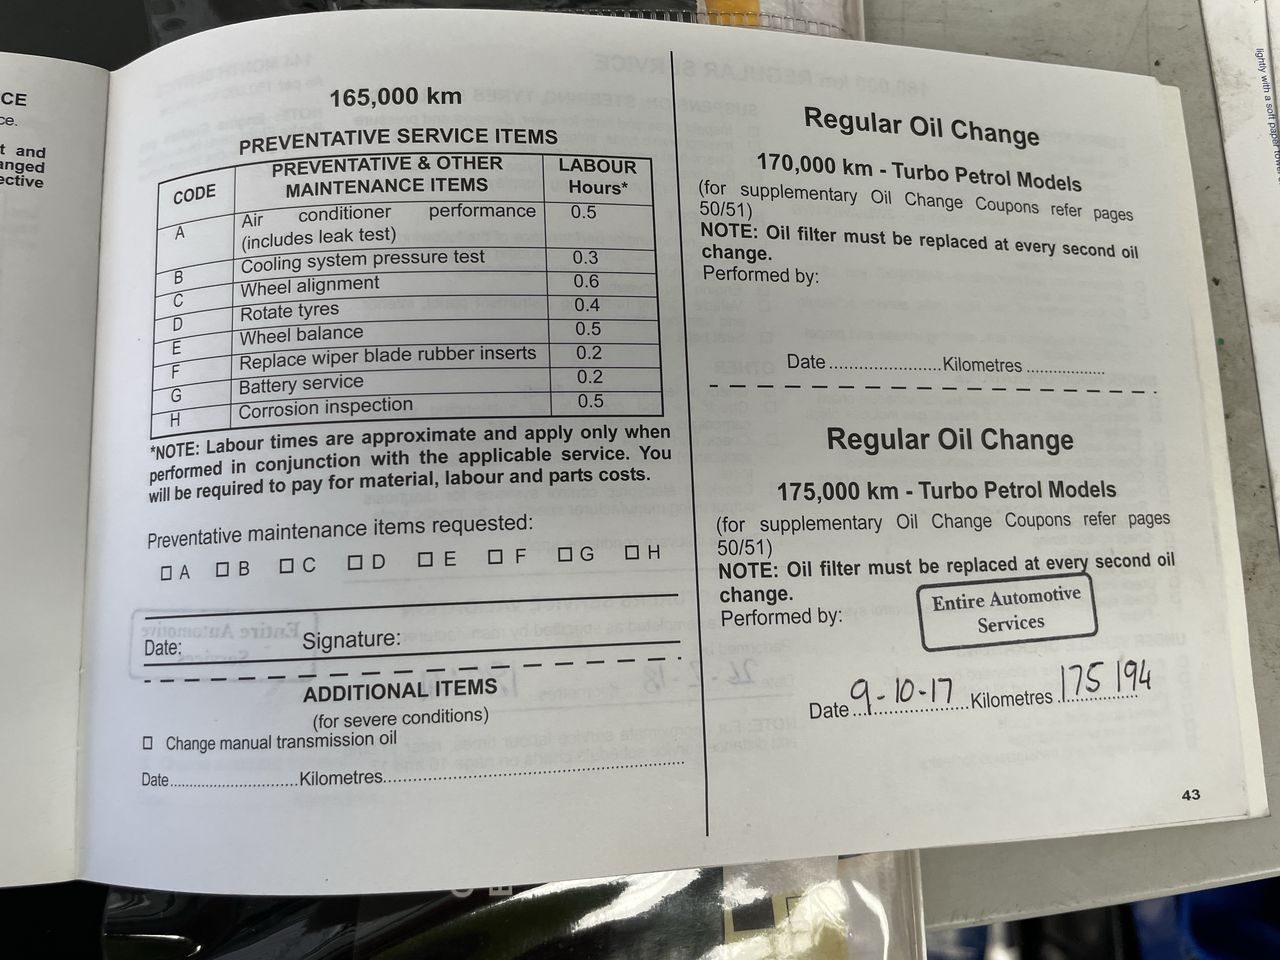 CE
ce.
t and
anged
ective
165,000 km
PREVENTATIVE SERVICE ITEMS
CODE PREVENTATIVE & OTHER MAINTENANCE ITEMS LABOUR Hours*
A Air conditioner performance (includes leak test) 0.5
B Cooling system pressure test 0.3
C Wheel alignment 0.6
D Rotate tyres 0.4
E Wheel balance 0.5
F Replace wiper blade rubber inserts 0.2
G Battery service 0.2
H Corrosion inspection 0.5
*NOTE: Labour times are approximate and apply only when
performed in conjunction with the applicable service. You
will be required to pay for material, labour and parts costs.
Preventative maintenance items requested:
☐ A ☐ B ☐ C ☐ D ☐ E ☐ F ☐ G ☐ H
Date: Signature:
ADDITIONAL ITEMS
(for severe conditions)
☐ Change manual transmission oil
Date.............................Kilometres....................................................................
Regular Oil Change
170,000 km - Turbo Petrol Models
(for supplementary Oil Change Coupons refer pages
50/51)
NOTE: Oil filter must be replaced at every second oil
change.
Performed by:
Date.........................Kilometres.................
Regular Oil Change
175,000 km - Turbo Petrol Models
(for supplementary Oil Change Coupons refer pages
50/51)
NOTE: Oil filter must be replaced at every second oil
change.
Performed by:
Entire Automotive
Services
Date 9-10-17 Kilometres 175 194
43
lightly with a soft paper towel